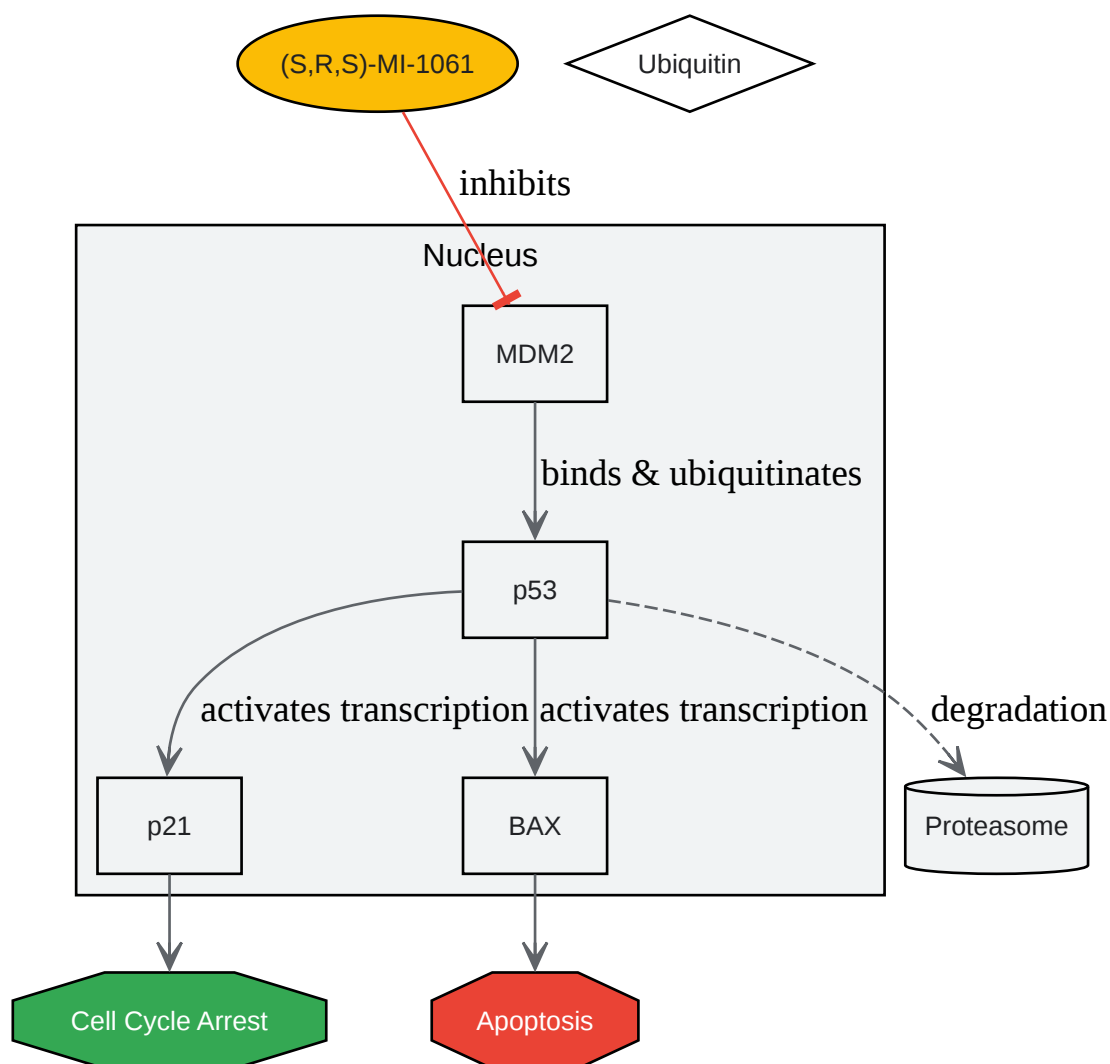 (S,R,S)-MI-1061
Ubiquitin
inhibits
Nucleus
MDM2
binds & ubiquitinates
p53
activates transcription
activates transcription
degradation
p21
BAX
Proteasome
Cell Cycle Arrest
Apoptosis